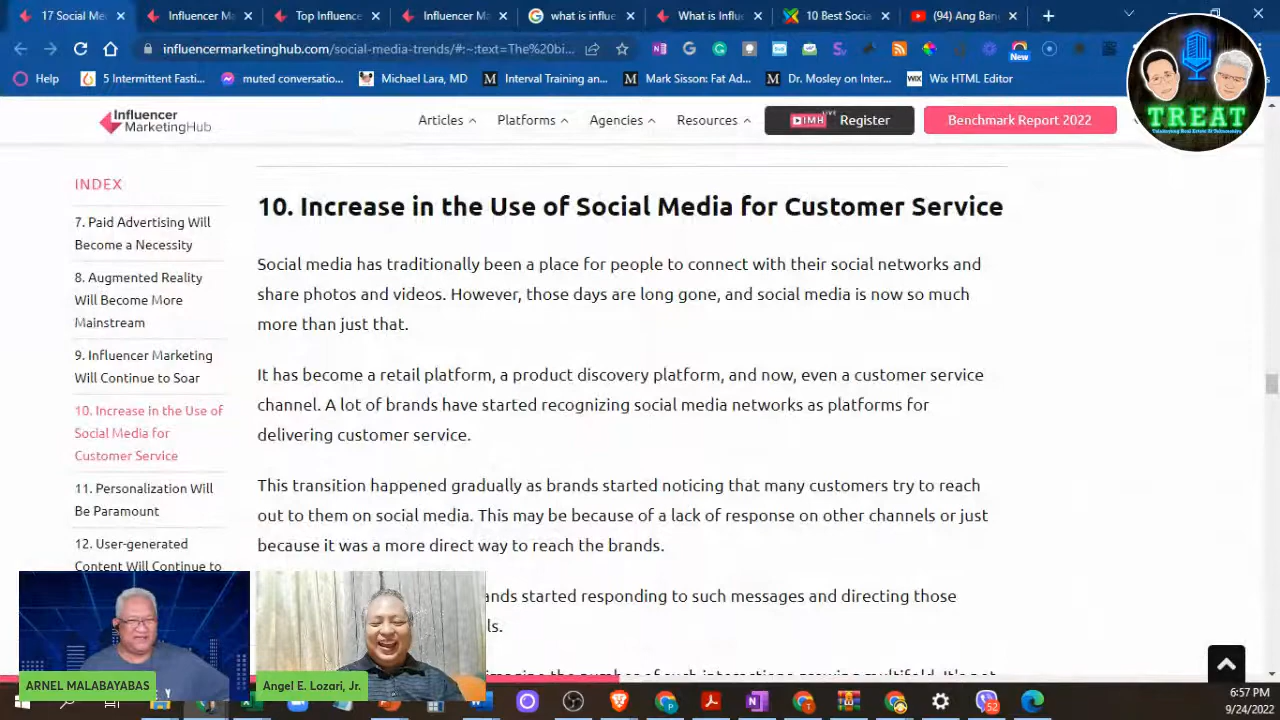 17 Social Me
Influencer M
Top Influence
Influencer M
what is influe
What is Influ
10 Best Socia
(94) Ang Ban
influencermarketinghub.com/social-media-trends/#:~:text=The%20bi...
New
Help
5 Intermittent Fasti...
muted conversatio...
Michael Lara, MD
Interval Training an...
Mark Sisson: Fat Ad...
Dr. Mosley on Inter...
Wix HTML Editor
TREAT
Influencer
MarketingHub
Articles
Platforms
Agencies
Resources
IMH LIVE
Register
Benchmark Report 2022
INDEX
7. Paid Advertising Will
Become a Necessity
8. Augmented Reality
Will Become More
Mainstream
9. Influencer Marketing
Will Continue to Soar
10. Increase in the Use of
Social Media for
Customer Service
11. Personalization Will
Be Paramount
12. User-generated
Content Will Continue to
10. Increase in the Use of Social Media for Customer Service
Social media has traditionally been a place for people to connect with their social networks and
share photos and videos. However, those days are long gone, and social media is now so much
more than just that.
It has become a retail platform, a product discovery platform, and now, even a customer service
channel. A lot of brands have started recognizing social media networks as platforms for
delivering customer service.
This transition happened gradually as brands started noticing that many customers try to reach
out to them on social media. This may be because of a lack of response on other channels or just
because it was a more direct way to reach the brands.
ands started responding to such messages and directing those
ls.
ARNEL MALABAYABAS
Angel E. Lozari, Jr.
52
6:57 PM
9/24/2022